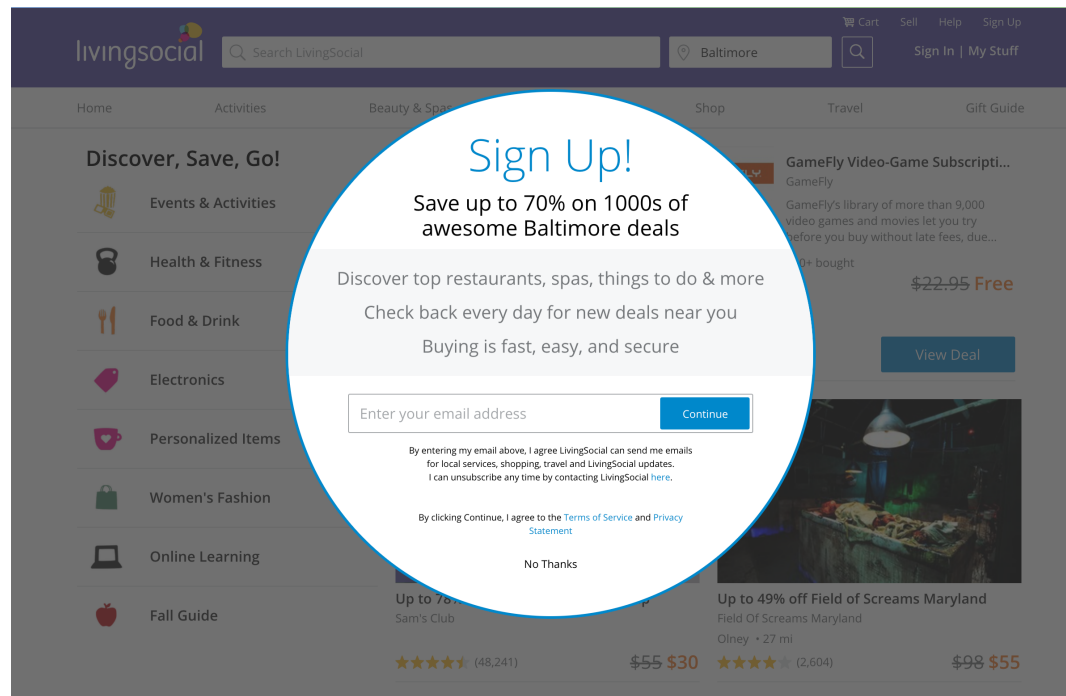 Cart Sell Help Sign Up
livingsocial
Search LivingSocial
Baltimore
Sign In | My Stuff
Home Activities Beauty & Spas Shop Travel Gift Guide
Discover, Save, Go!
Events & Activities
Health & Fitness
Food & Drink
Electronics
Personalized Items
Women's Fashion
Online Learning
Fall Guide
Sign Up!
Save up to 70% on 1000s of
awesome Baltimore deals
Discover top restaurants, spas, things to do & more
Check back every day for new deals near you
Buying is fast, easy, and secure
Enter your email address
Continue
By entering my email above, I agree LivingSocial can send me emails
for local services, shopping, travel and LivingSocial updates.
I can unsubscribe any time by contacting LivingSocial here.
By clicking Continue, I agree to the Terms of Service and Privacy
Statement
No Thanks
GameFly Video-Game Subscripti...
GameFly
GameFly's library of more than 9,000
video games and movies let you try
before you buy without late fees, due...
bought
$22.95 Free
View Deal
Up to
Sam's Club
(48,241)
$55 $30
Up to 49% off Field of Screams Maryland
Field Of Screams Maryland
Olney • 27 mi
(2,604)
$98 $55